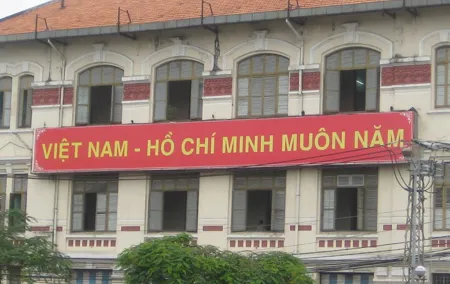 VIỆT NAM - HỒ CHÍ MINH MUÔN NĂM